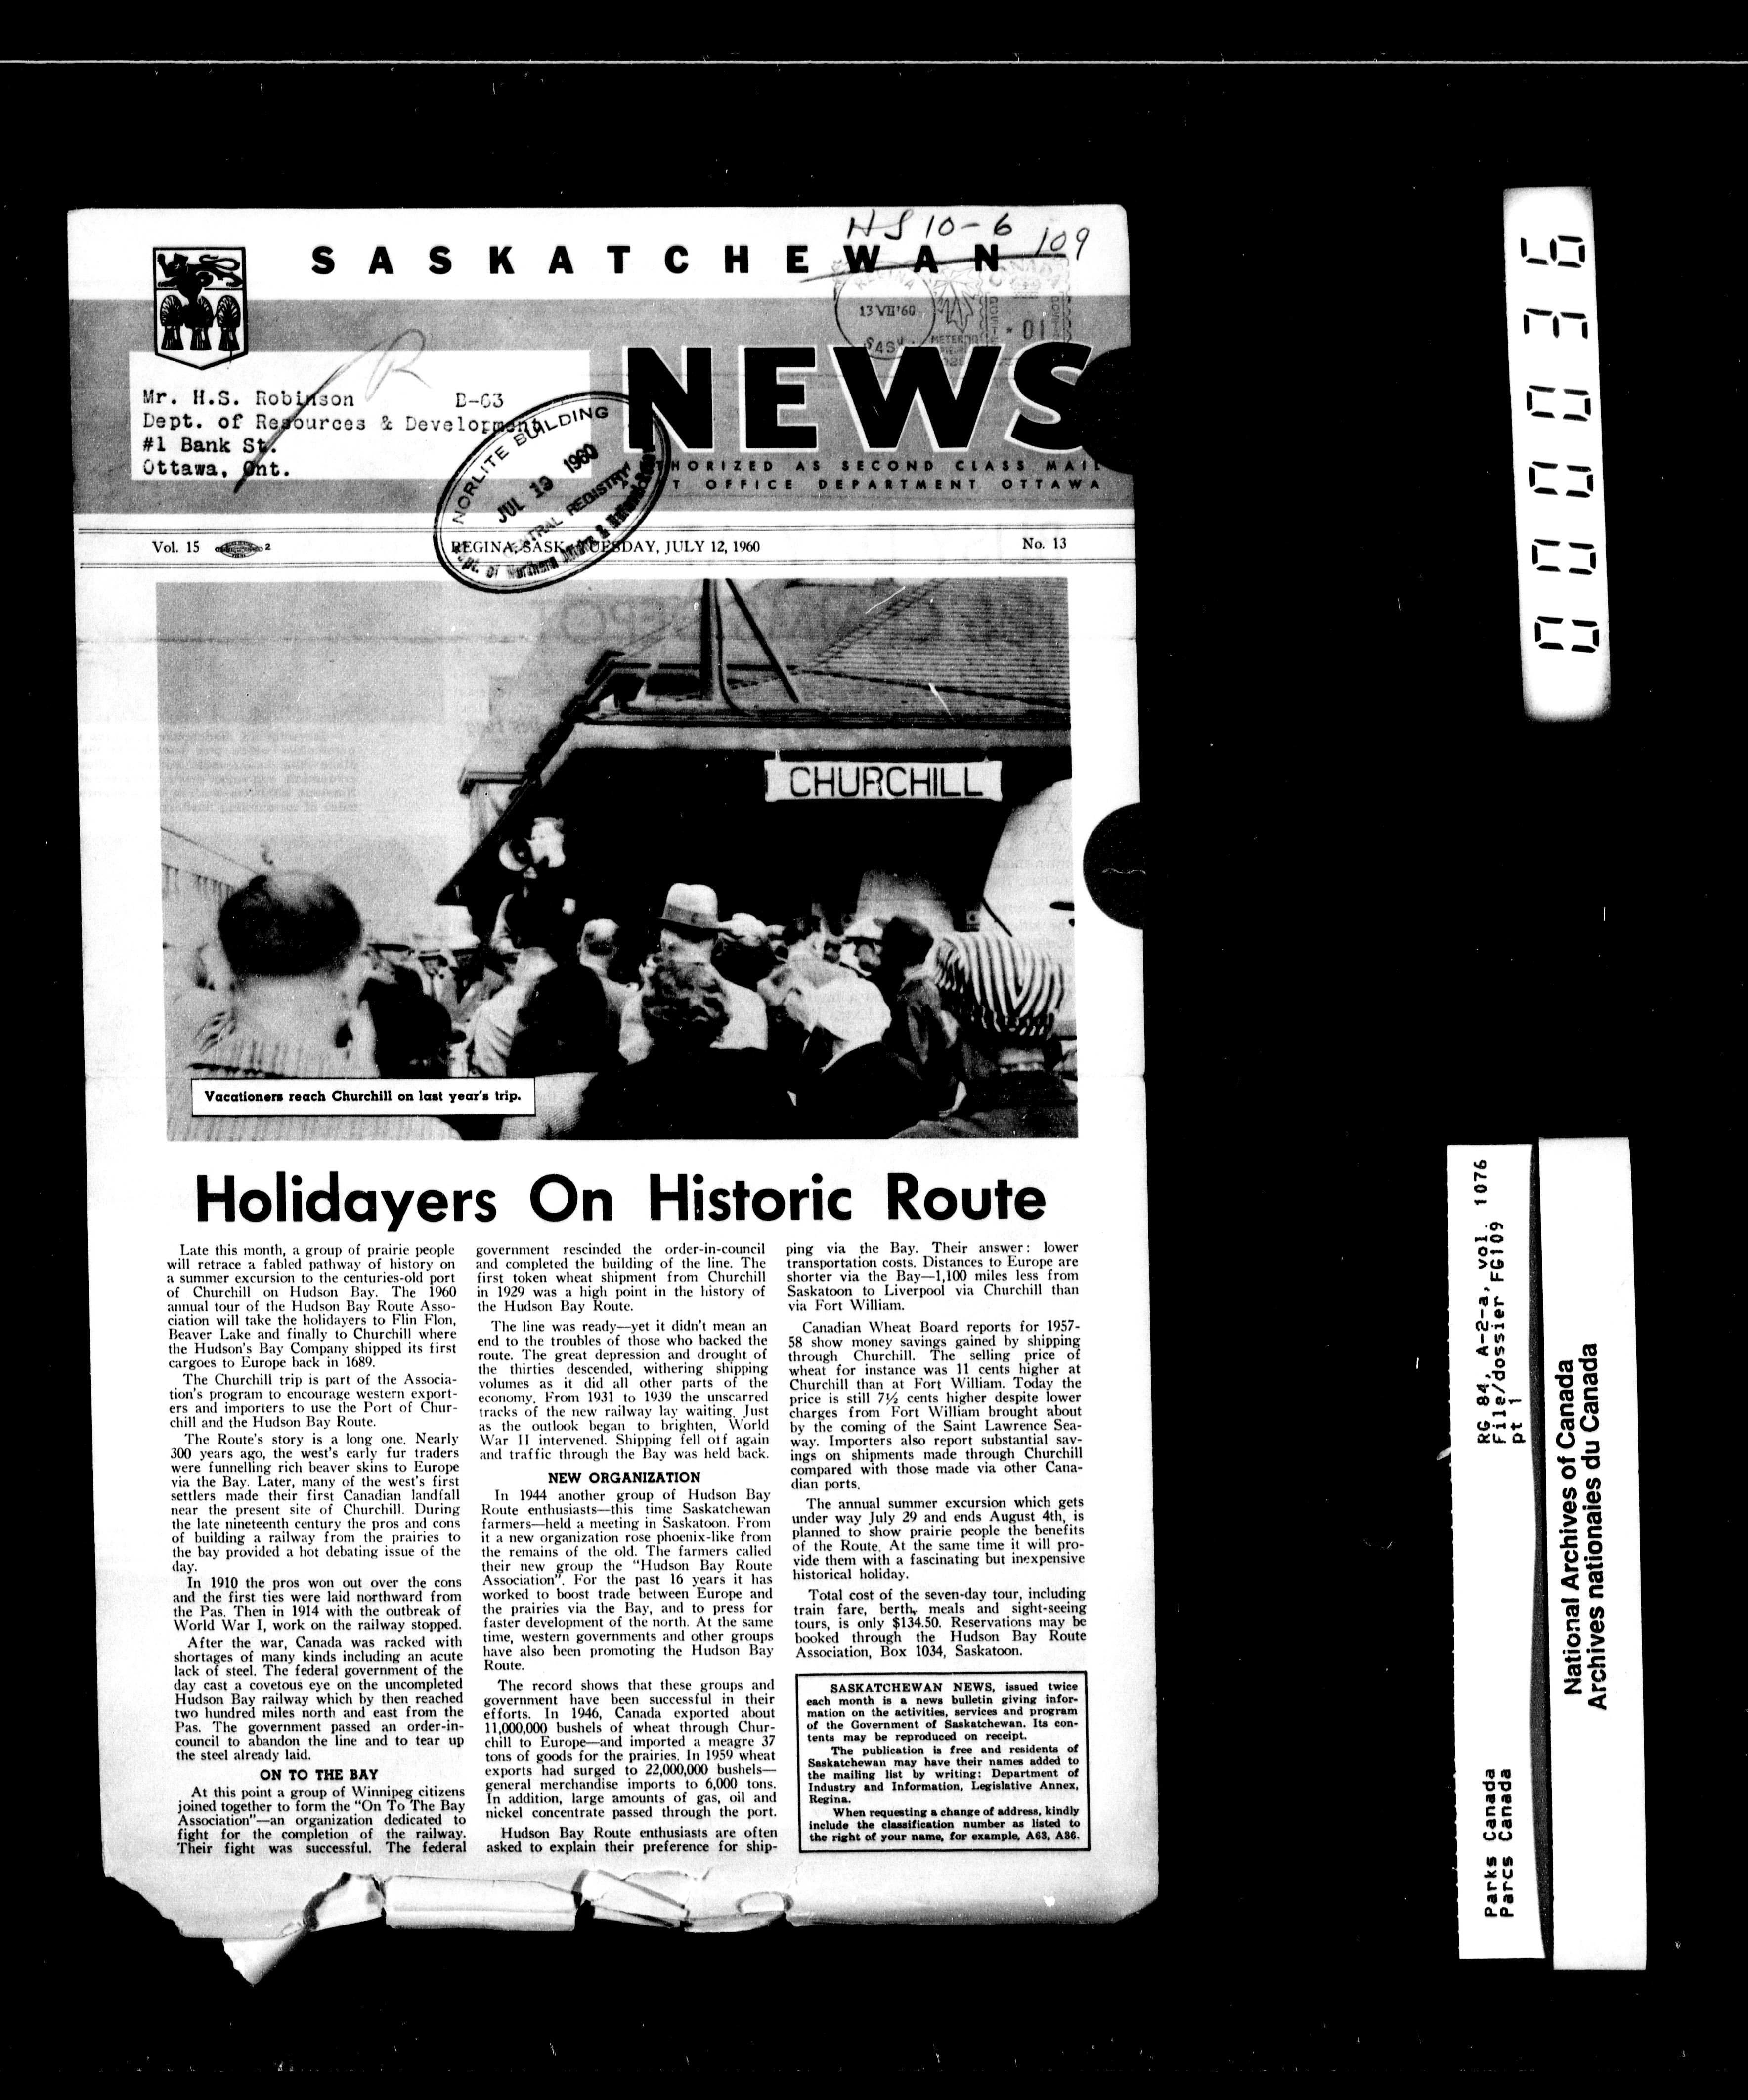 HS 10-6
109
SASKATCHEWAN
REGINA
13 VII '60
SASK
CANADA
01
METER
NEWS
Mr. H.S. Robinson B-63
Dept. of Resources & Development
#1 Bank St.
Ottawa, Ont.
R
NORLITE BUILDING
JUL 19 1960
CENTRAL REGISTRY
HORIZED AS SECOND CLASS MAIL
T OFFICE DEPARTMENT OTTAWA
Vol. 15
2
REGINA, SASK., TUESDAY, JULY 12, 1960
No. 13
CHURCHILL
Vacationers reach Churchill on last year's trip.
Holidayers On Historic Route
Late this month, a group of prairie people
will retrace a fabled pathway of history on
a summer excursion to the centuries-old port
of Churchill on Hudson Bay. The 1960
annual tour of the Hudson Bay Route Asso-
ciation will take the holidayers to Flin Flon,
Beaver Lake and finally to Churchill where
the Hudson's Bay Company shipped its first
cargoes to Europe back in 1689.
The Churchill trip is part of the Associa-
tion's program to encourage western export-
ers and importers to use the Port of Chur-
chill and the Hudson Bay Route.
The Route's story is a long one. Nearly
300 years ago, the west's early fur traders
were funnelling rich beaver skins to Europe
via the Bay. Later, many of the west's first
settlers made their first Canadian landfall
near the present site of Churchill. During
the late nineteenth century the pros and cons
of building a railway from the prairies to
the bay provided a hot debating issue of the
day.
In 1910 the pros won out over the cons
and the first ties were laid northward from
the Pas. Then in 1914 with the outbreak of
World War I, work on the railway stopped.
After the war, Canada was racked with
shortages of many kinds including an acute
lack of steel. The federal government of the
day cast a covetous eye on the uncompleted
Hudson Bay railway which by then reached
two hundred miles north and east from the
Pas. The government passed an order-in-
council to abandon the line and to tear up
the steel already laid.
ON TO THE BAY
At this point a group of Winnipeg citizens
joined together to form the "On To The Bay
Association"—an organization dedicated to
fight for the completion of the railway.
Their fight was successful. The federal
government rescinded the order-in-council
and completed the building of the line. The
first token wheat shipment from Churchill
in 1929 was a high point in the history of
the Hudson Bay Route.
The line was ready—yet it didn't mean an
end to the troubles of those who backed the
route. The great depression and drought of
the thirties descended, withering shipping
volumes as it did all other parts of the
economy. From 1931 to 1939 the unscarred
tracks of the new railway lay waiting. Just
as the outlook began to brighten, World
War II intervened. Shipping fell off again
and traffic through the Bay was held back.
NEW ORGANIZATION
In 1944 another group of Hudson Bay
Route enthusiasts—this time Saskatchewan
farmers—held a meeting in Saskatoon. From
it a new organization rose phoenix-like from
the remains of the old. The farmers called
their new group the "Hudson Bay Route
Association". For the past 16 years it has
worked to boost trade between Europe and
the prairies via the Bay, and to press for
faster development of the north. At the same
time, western governments and other groups
have also been promoting the Hudson Bay
Route.
The record shows that these groups and
government have been successful in their
efforts. In 1946, Canada exported about
11,000,000 bushels of wheat through Chur-
chill to Europe—and imported a meagre 37
tons of goods for the prairies. In 1959 wheat
exports had surged to 22,000,000 bushels—
general merchandise imports to 6,000 tons.
In addition, large amounts of gas, oil and
nickel concentrate passed through the port.
Hudson Bay Route enthusiasts are often
asked to explain their preference for ship-
ping via the Bay. Their answer: lower
transportation costs. Distances to Europe are
shorter via the Bay—1,100 miles less from
Saskatoon to Liverpool via Churchill than
via Fort William.
Canadian Wheat Board reports for 1957-
58 show money savings gained by shipping
through Churchill. The selling price of
wheat for instance was 11 cents higher at
Churchill than at Fort William. Today the
price is still 7½ cents higher despite lower
charges from Fort William brought about
by the coming of the Saint Lawrence Sea-
way. Importers also report substantial sav-
ings on shipments made through Churchill
compared with those made via other Cana-
dian ports.
The annual summer excursion which gets
under way July 29 and ends August 4th, is
planned to show prairie people the benefits
of the Route. At the same time it will pro-
vide them with a fascinating but inexpensive
historical holiday.
Total cost of the seven-day tour, including
train fare, berth, meals and sight-seeing
tours, is only $134.50. Reservations may be
booked through the Hudson Bay Route
Association, Box 1034, Saskatoon.
SASKATCHEWAN NEWS, issued twice
each month is a news bulletin giving infor-
mation on the activities, services and program
of the Government of Saskatchewan. Its con-
tents may be reproduced on receipt.
The publication is free and residents of
Saskatchewan may have their names added to
the mailing list by writing: Department of
Industry and Information, Legislative Annex,
Regina.
When requesting a change of address, kindly
include the classification number as listed to
the right of your name, for example, A63, A86.
000036
RG 84, A-2-a, vol. 1076
File/dossier FG109
pt 1
Parks Canada
Parcs Canada
National Archives of Canada
Archives nationales du Canada